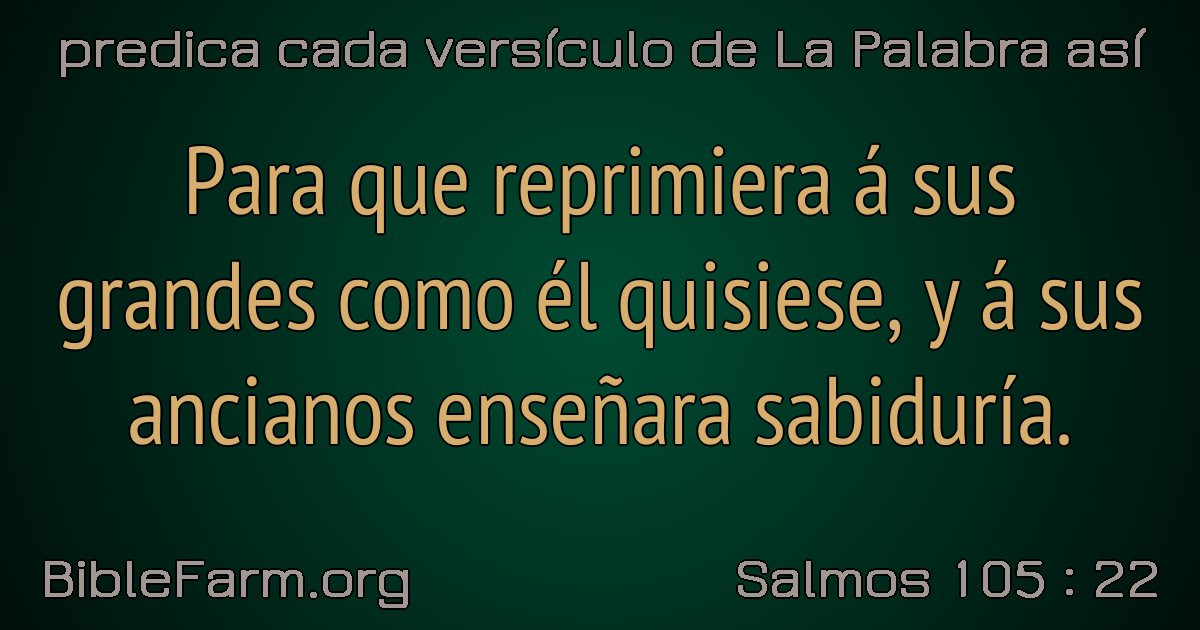 predica cada versículo de La Palabra así
Para que reprimiera á sus
grandes como él quisiese, y á sus
ancianos enseñara sabiduría.
BibleFarm.org
Salmos 105 : 22